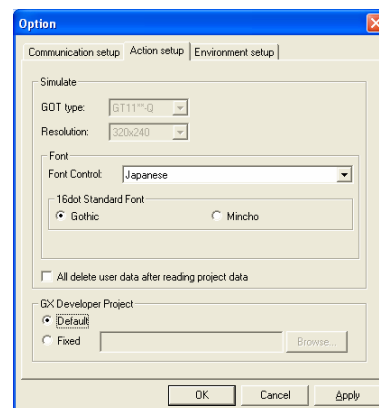 Option
Communication setup Action setup Environment setup
Simulate
GOT type: GT11**-Q
Resolution: 320x240
Font
Font Control: Japanese
16dot Standard Font
Gothic Mincho
All delete user data after reading project data
GX Developer Project
Default
Fixed Browse...
OK Cancel Apply